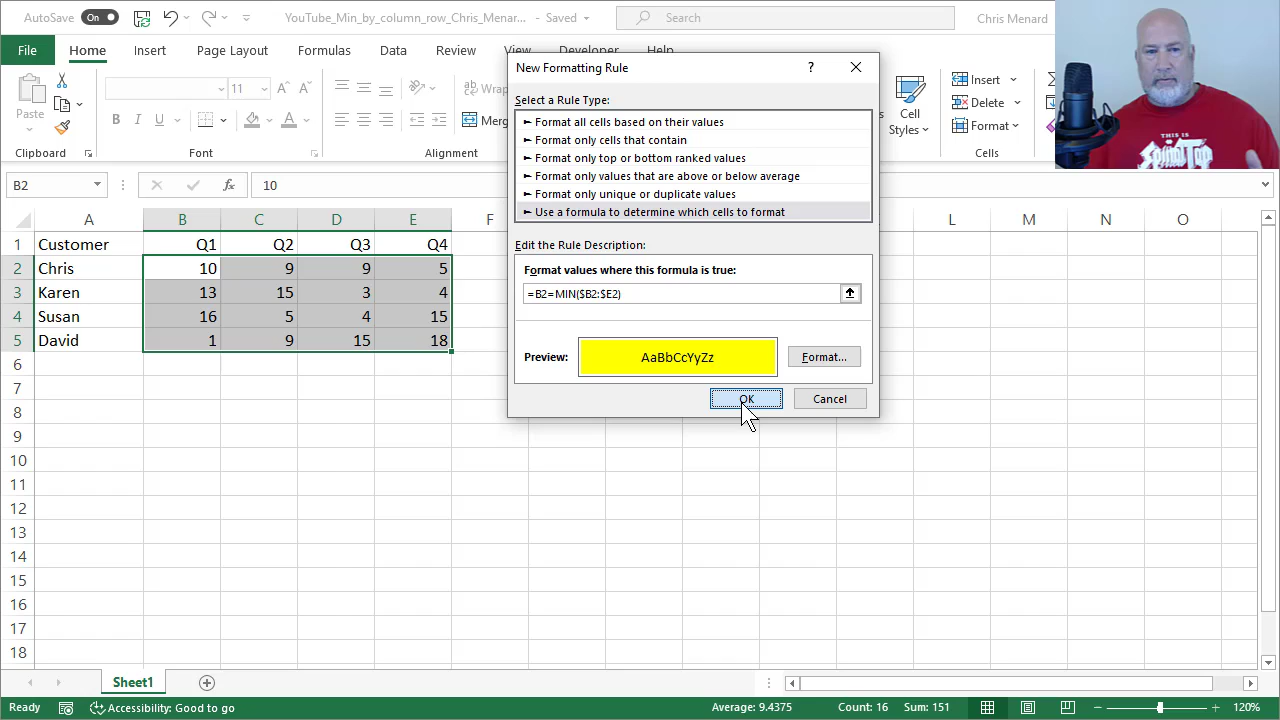 AutoSave On YouTube_Min_by_column_row_Chris_Menar... - Saved Search Chris Menard
File Home Insert Page Layout Formulas Data Review View Developer Help
New Formatting Rule ?
Select a Rule Type:
► Format all cells based on their values
► Format only cells that contain
► Format only top or bottom ranked values
► Format only values that are above or below average
► Format only unique or duplicate values
► Use a formula to determine which cells to format
Edit the Rule Description:
Format values where this formula is true:
=B2=MIN($B2:$E2)
Preview: AaBbCcYyZz Format...
OK Cancel
Paste
11
B I U A
Wrap
Merg
Cell
Styles
Insert
Delete
Format
Clipboard Alignment Cells
THIS IS
SPINAL TAP
B2 fx 10
A B C D E F L M N O
1 Customer Q1 Q2 Q3 Q4
2 Chris 10 9 9 5
3 Karen 13 15 3 4
4 Susan 16 5 4 15
5 David 1 9 15 18
6
7
8
9
10
11
12
13
14
15
16
17
18
Sheet1
Ready Accessibility: Good to go Average: 9.4375 Count: 16 Sum: 151 120%